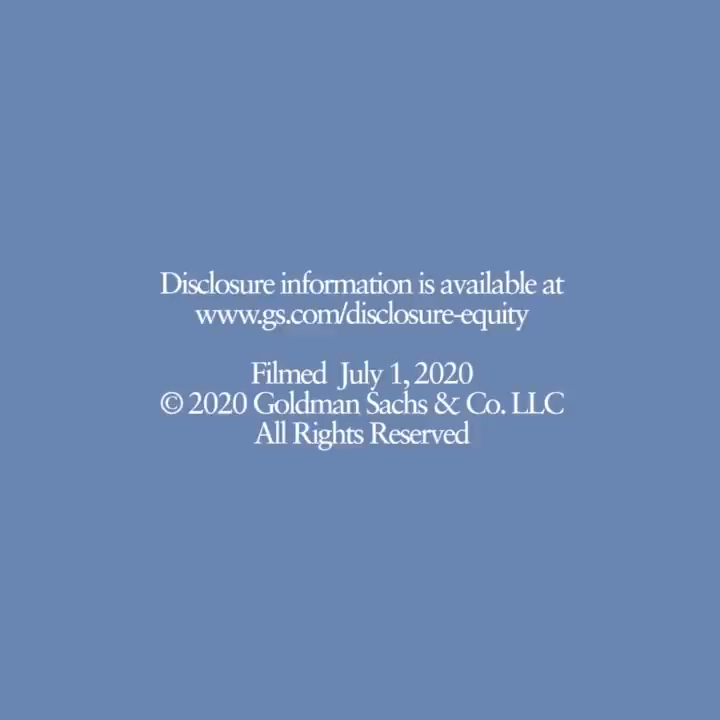 Disclosure information is available at
www.gs.com/disclosure-equity
Filmed July 1, 2020
© 2020 Goldman Sachs & Co. LLC
All Rights Reserved